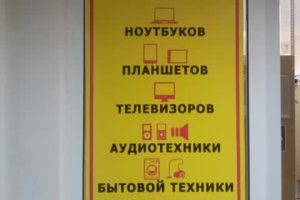 НОУТБУКОВ
ПЛАНШЕТОВ
ТЕЛЕВИЗОРОВ
АУДИОТЕХНИКИ
БЫТОВОЙ ТЕХНИКИ